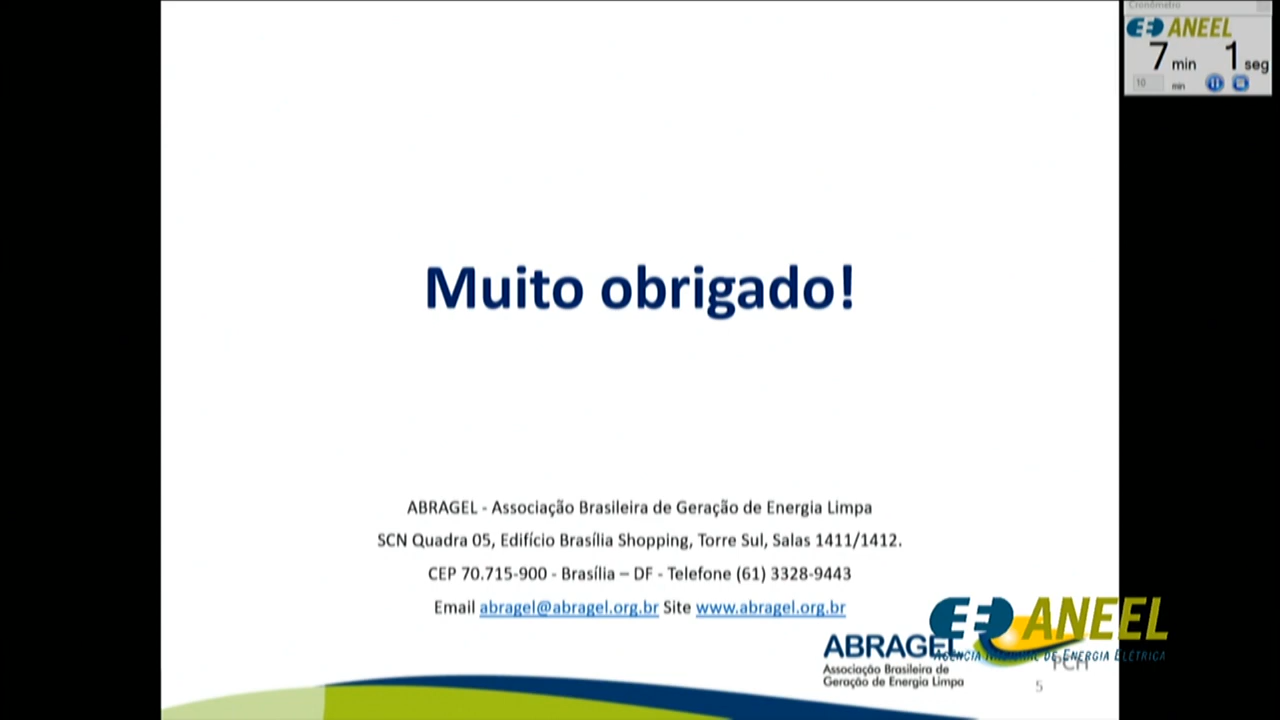 Cronômetro
ANEEL
7 min 1 seg
10 min
Muito obrigado!
ABRAGEL - Associação Brasileira de Geração de Energia Limpa
SCN Quadra 05, Edifício Brasília Shopping, Torre Sul, Salas 1411/1412.
CEP 70.715-900 - Brasília – DF - Telefone (61) 3328-9443
Email abragel@abragel.org.br Site www.abragel.org.br
ANEEL
AGÊNCIA NACIONAL DE ENERGIA ELÉTRICA
ABRAGEL
Associação Brasileira de
Geração de Energia Limpa
PCH
5